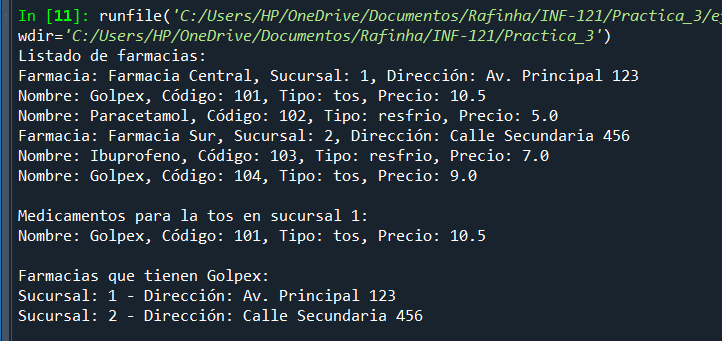 In [11]: runfile('C:/Users/HP/OneDrive/Documentos/Rafinha/INF-121/Practica_3/ej
wdir='C:/Users/HP/OneDrive/Documentos/Rafinha/INF-121/Practica_3')
Listado de farmacias:
Farmacia: Farmacia Central, Sucursal: 1, Dirección: Av. Principal 123
Nombre: Golpex, Código: 101, Tipo: tos, Precio: 10.5
Nombre: Paracetamol, Código: 102, Tipo: resfrio, Precio: 5.0
Farmacia: Farmacia Sur, Sucursal: 2, Dirección: Calle Secundaria 456
Nombre: Ibuprofeno, Código: 103, Tipo: resfrio, Precio: 7.0
Nombre: Golpex, Código: 104, Tipo: tos, Precio: 9.0
Medicamentos para la tos en sucursal 1:
Nombre: Golpex, Código: 101, Tipo: tos, Precio: 10.5
Farmacias que tienen Golpex:
Sucursal: 1 - Dirección: Av. Principal 123
Sucursal: 2 - Dirección: Calle Secundaria 456